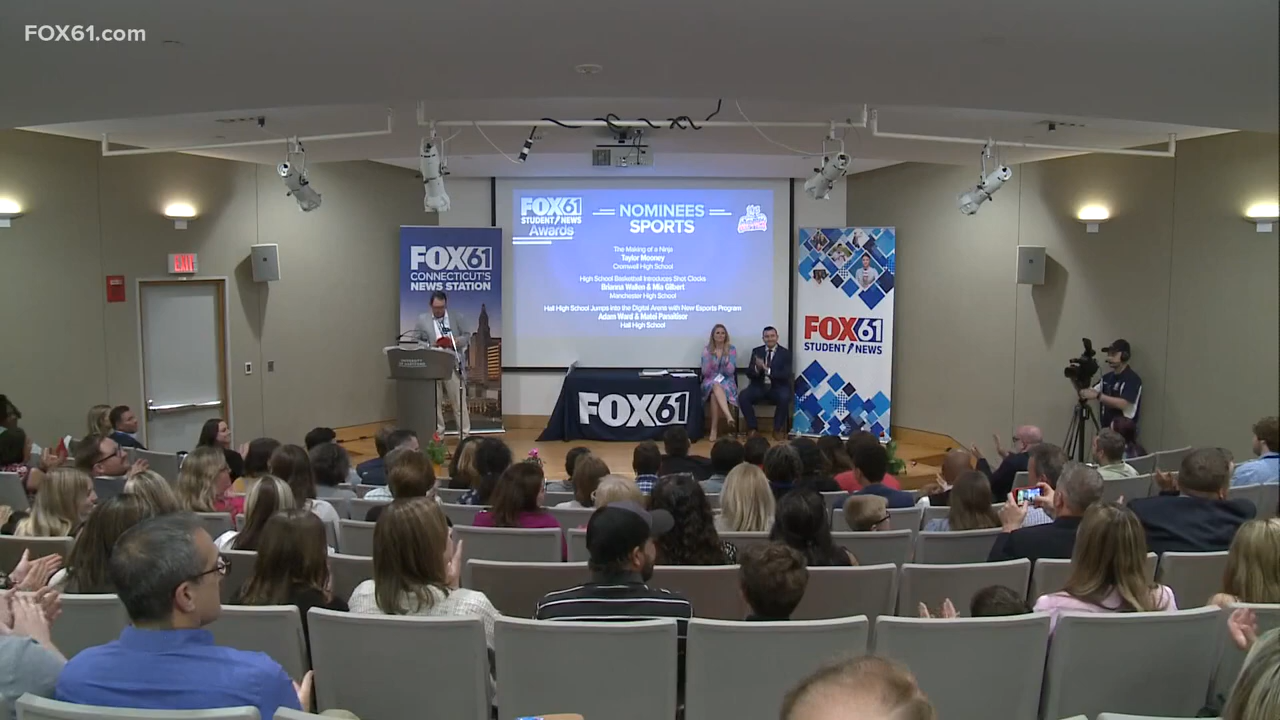 FOX61.com
FOX61
STUDENT NEWS
Awards
NOMINEES
SPORTS
The Making of a Ninja
Taylor Mooney
Cromwell High School
High School Basketball Introduces Shot Clocks
Brianna Wallen & Mia Gilbert
Manchester High School
Hall High School Jumps into the Digital Arena with New Esports Program
Adam Ward & Matei Panaitisor
Hall High School
EXIT
FOX61
CONNECTICUT'S
NEWS STATION
FOX61
STUDENT NEWS
FOX61